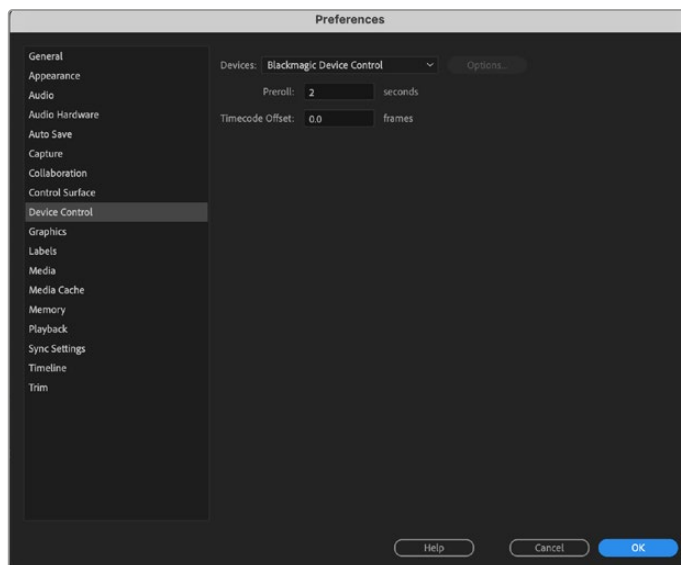 Preferences
General
Appearance
Audio
Audio Hardware
Auto Save
Capture
Collaboration
Control Surface
Device Control
Graphics
Labels
Media
Media Cache
Memory
Playback
Sync Settings
Timeline
Trim
Devices: Blackmagic Device Control Options...
Preroll: 2 seconds
Timecode Offset: 0.0 frames
Help Cancel OK